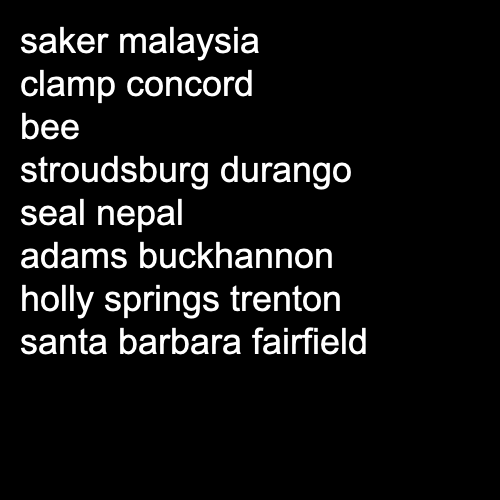 saker malaysia
clamp concord
bee
stroudsburg durango
seal nepal
adams buckhannon
holly springs trenton
santa barbara fairfield